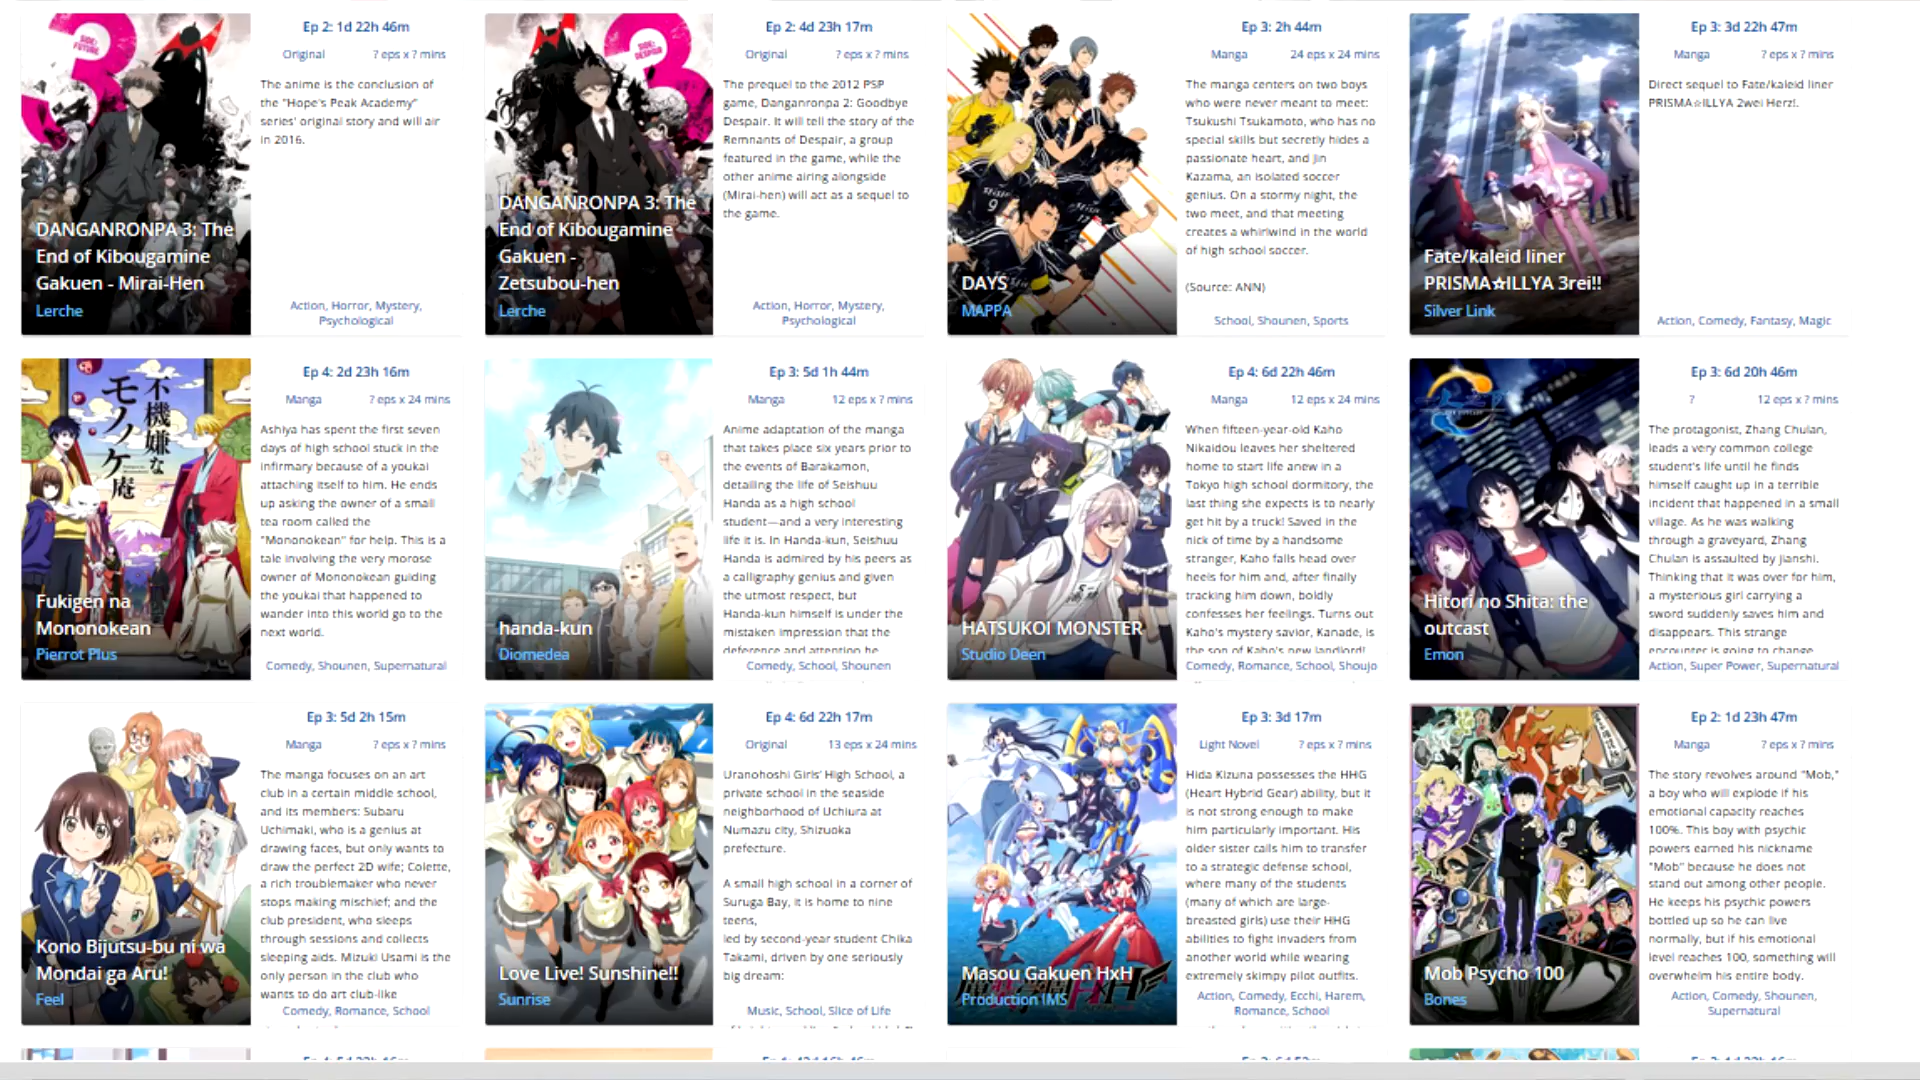 Ep 2: 1d 22h 46m
Original ? eps x ? mins
The anime is the conclusion of
the "Hope's Peak Academy"
series' original story and will air
in 2016.
Action, Horror, Mystery,
Psychological
SIDE:
FUTURE
DANGANRONPA 3: The
End of Kibougamine
Gakuen - Mirai-Hen
Lerche
Ep 2: 4d 23h 17m
Original ? eps x ? mins
The prequel to the 2012 PSP
game, Danganronpa 2: Goodbye
Despair. It will tell the story of the
Remnants of Despair, a group
featured in the game, while the
other anime airing alongside
(Mirai-hen) will act as a sequel to
the game.
Action, Horror, Mystery,
Psychological
SIDE:
DESPAIR
DANGANRONPA 3: The
End of Kibougamine
Gakuen -
Zetsubou-hen
Lerche
Ep 3: 2h 44m
Manga 24 eps x 24 mins
The manga centers on two boys
who were never meant to meet:
Tsukushi Tsukamoto, who has no
special skills but secretly hides a
passionate heart, and Jin
Kazama, an isolated soccer
genius. On a stormy night, the
two meet, and that meeting
creates a whirlwind in the world
of high school soccer.
(Source: ANN)
School, Shounen, Sports
DAYS
MAPPA
Ep 3: 3d 22h 47m
Manga ? eps x ? mins
Direct sequel to Fate/kaleid liner
PRISMA☆ILLYA 2wei Herz!.
Action, Comedy, Fantasy, Magic
Fate/kaleid liner
PRISMA☆ILLYA 3rei!!
Silver Link
Ep 4: 2d 23h 16m
Manga ? eps x 24 mins
Ashiya has spent the first seven
days of high school stuck in the
infirmary because of a youkai
attaching itself to him. He ends
up asking the owner of a small
tea room called the
"Mononokean" for help. This is a
tale involving the very morose
owner of Mononokean guiding
the youkai that happened to
wander into this world go to the
next world.
Comedy, Shounen, Supernatural
不機嫌な
モノノケ庵
Fukigen na
Mononokean
Pierrot Plus
Ep 3: 5d 1h 44m
Manga 12 eps x ? mins
Anime adaptation of the manga
that takes place six years prior to
the events of Barakamon,
detailing the life of Seishuu
Handa as a high school
student—and a very interesting
life it is. In Handa-kun, Seishuu
Handa is admired by his peers as
a calligraphy genius and given
the utmost respect, but
Handa-kun himself is under the
mistaken impression that the
deference and attention he
Comedy, School, Shounen
handa-kun
Diomedea
Ep 4: 6d 22h 46m
Manga 12 eps x 24 mins
When fifteen-year-old Kaho
Nikaidou leaves her sheltered
home to start life anew in a
Tokyo high school dormitory, the
last thing she expects is to nearly
get hit by a truck! Saved in the
nick of time by a handsome
stranger, Kaho falls head over
heels for him and, after finally
tracking him down, boldly
confesses her feelings. Turns out
Kaho's mystery savior, Kanade, is
the son of Kaho's new landlord!
Comedy, Romance, School, Shoujo
HATSUKOI MONSTER
Studio Deen
Ep 3: 6d 20h 46m
? 12 eps x ? mins
The protagonist, Zhang Chulan,
leads a very common college
student's life until he finds
himself caught up in a terrible
incident that happened in a small
village. As he was walking
through a graveyard, Zhang
Chulan is assaulted by jianshi.
Thinking that it was over for him,
a mysterious girl carrying a
sword suddenly saves him and
disappears. This strange
encounter is going to change
Action, Super Power, Supernatural
Hitori no Shita: the
outcast
Emon
Ep 3: 5d 2h 15m
Manga ? eps x ? mins
The manga focuses on an art
club in a certain middle school,
and its members: Subaru
Uchimaki, who is a genius at
drawing faces, but only wants to
draw the perfect 2D wife; Colette,
a rich troublemaker who never
stops making mischief; and the
club president, who sleeps
through sessions and collects
sleeping aids. Mizuki Usami is the
only person in the club who
wants to do art club-like
Comedy, Romance, School
Kono Bijutsu-bu ni wa
Mondai ga Aru!
Feel
Ep 4: 6d 22h 17m
Original 13 eps x 24 mins
Uranohoshi Girls' High School, a
private school in the seaside
neighborhood of Uchiura at
Numazu city, Shizuoka
prefecture.
A small high school in a corner of
Suruga Bay, it is home to nine
teens,
led by second-year student Chika
Takami, driven by one seriously
big dream:
Music, School, Slice of Life
Love Live! Sunshine!!
Sunrise
Ep 3: 3d 17m
Light Novel ? eps x ? mins
Hida Kizuna possesses the HHG
(Heart Hybrid Gear) ability, but it
is not strong enough to make
him particularly important. His
older sister calls him to transfer
to a strategic defense school,
where many of the students
(many of which are large-
breasted girls) use their HHG
abilities to fight invaders from
another world while wearing
extremely skimpy pilot outfits.
Action, Comedy, Ecchi, Harem,
Romance, School
Masou Gakuen HxH
Production IMS
Ep 2: 1d 23h 47m
Manga ? eps x ? mins
The story revolves around "Mob,"
a boy who will explode if his
emotional capacity reaches
100%. This boy with psychic
powers earned his nickname
"Mob" because he does not
stand out among other people.
He keeps his psychic powers
bottled up so he can live
normally, but if his emotional
level reaches 100, something will
overwhelm his entire body.
Action, Comedy, Shounen,
Supernatural
Mob Psycho 100
Bones